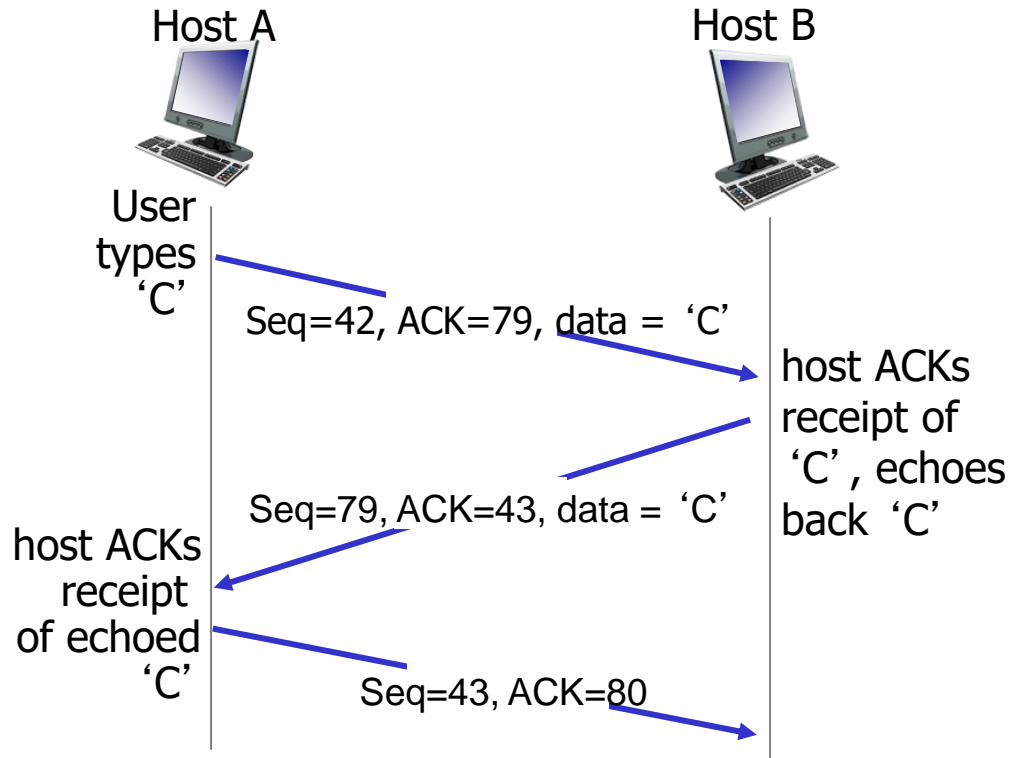 Host A
Host B
User
types
‘C’
Seq=42, ACK=79, data = ‘C’
host ACKs
receipt of
‘C’, echoes
back ‘C’
Seq=79, ACK=43, data = ‘C’
host ACKs
receipt
of echoed
‘C’
Seq=43, ACK=80